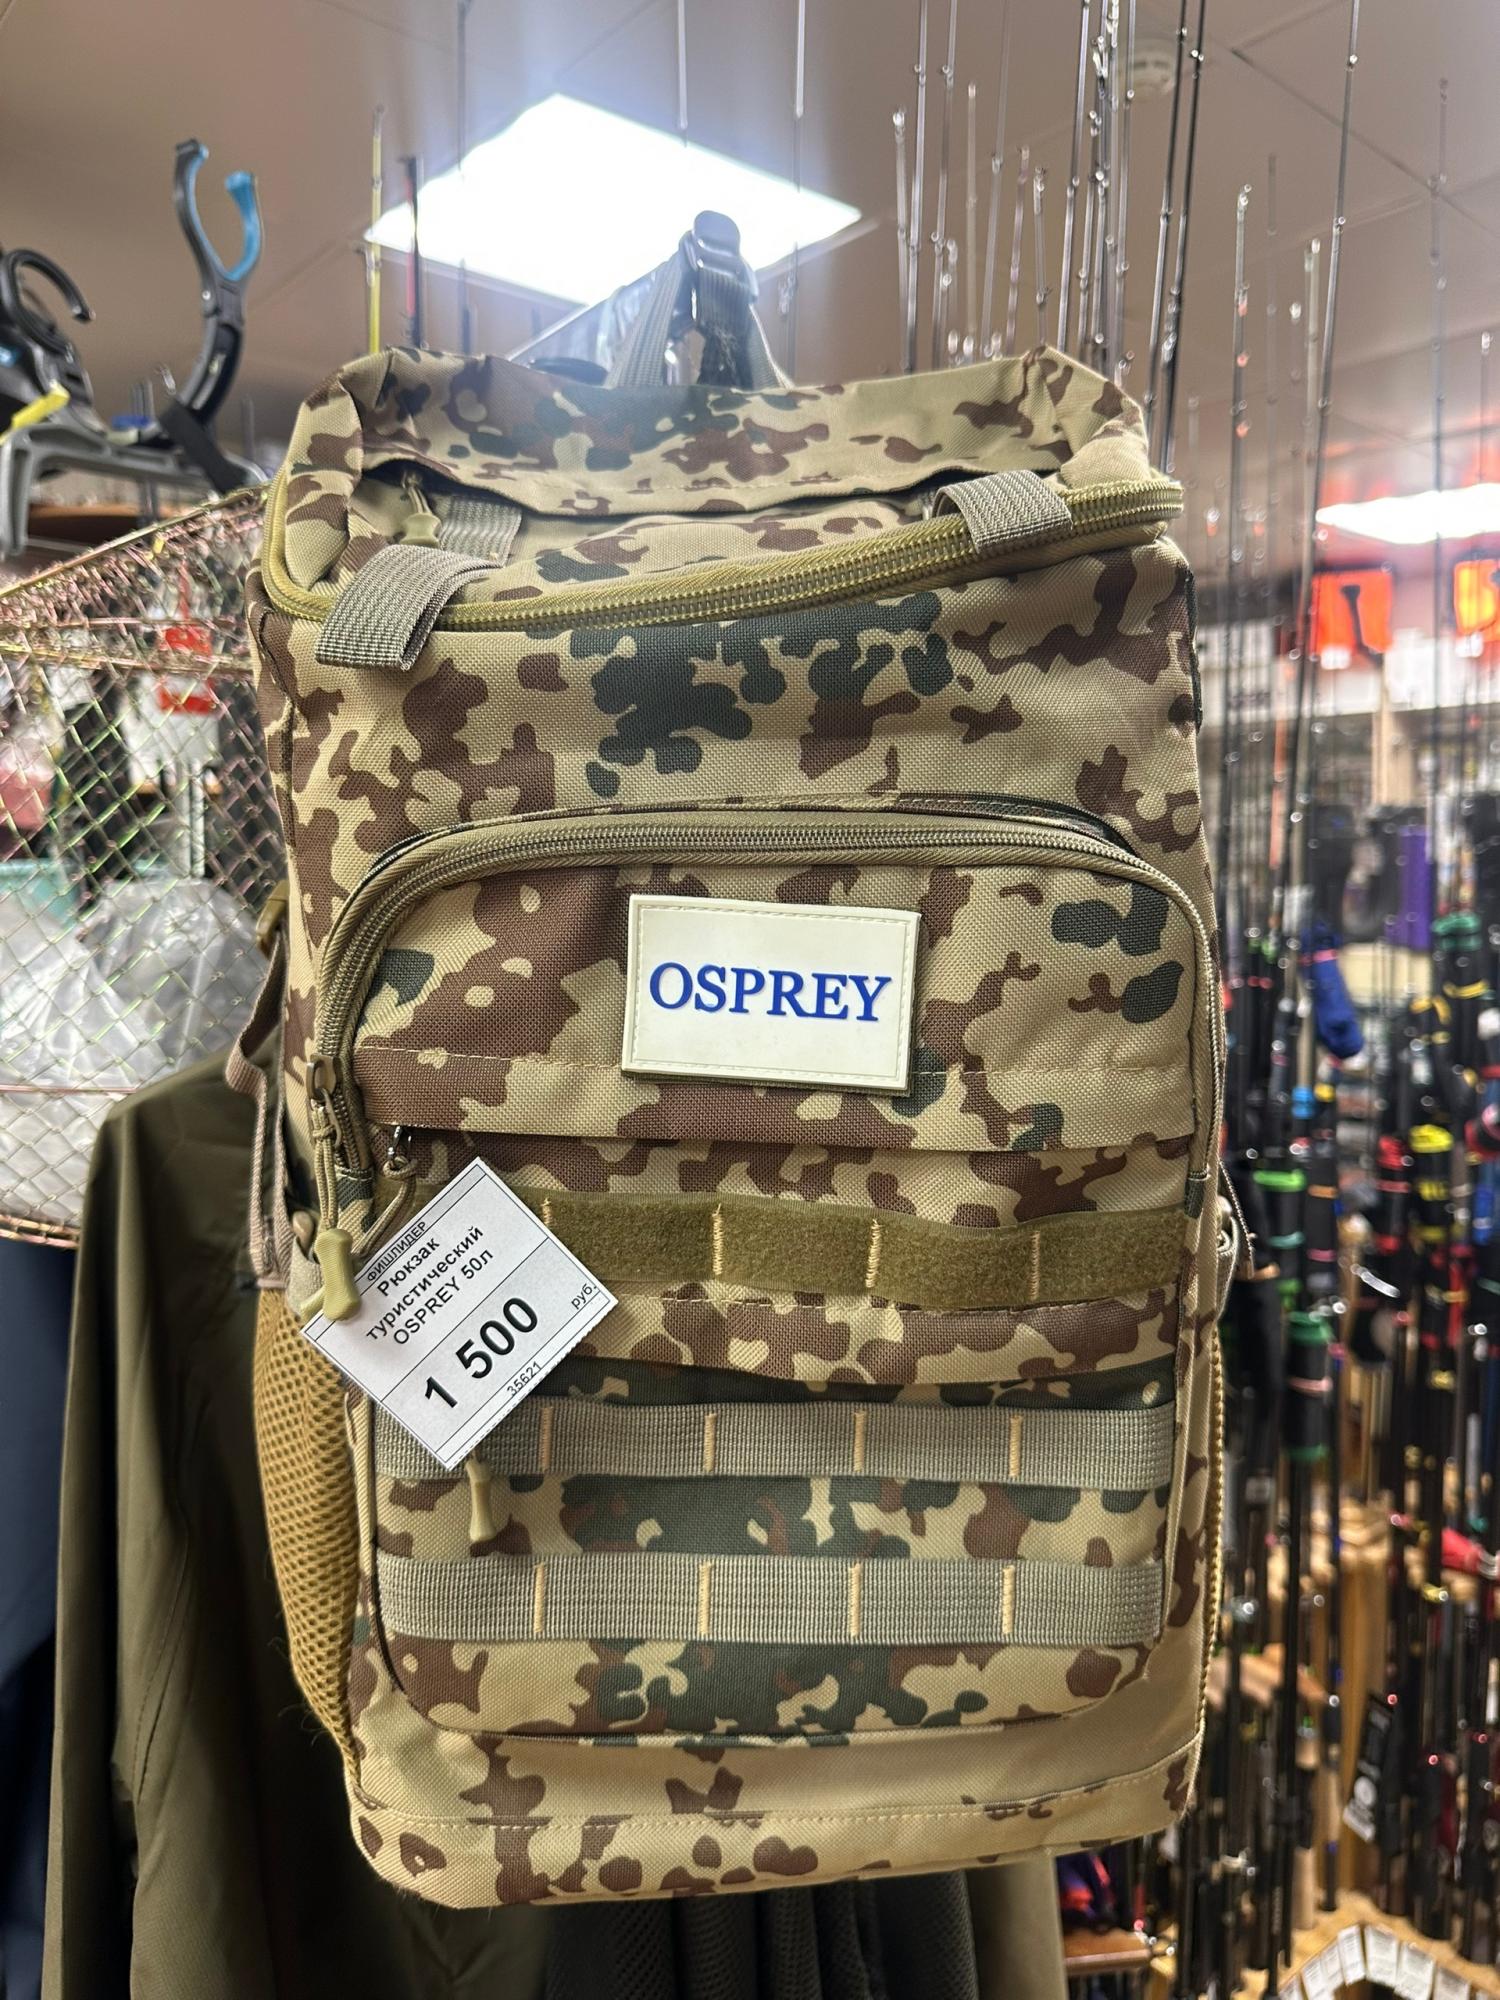 OSPREY
ФИШЛИДЕР
Рюкзак
туристический
OSPREY 50л
1 500 руб.
35621